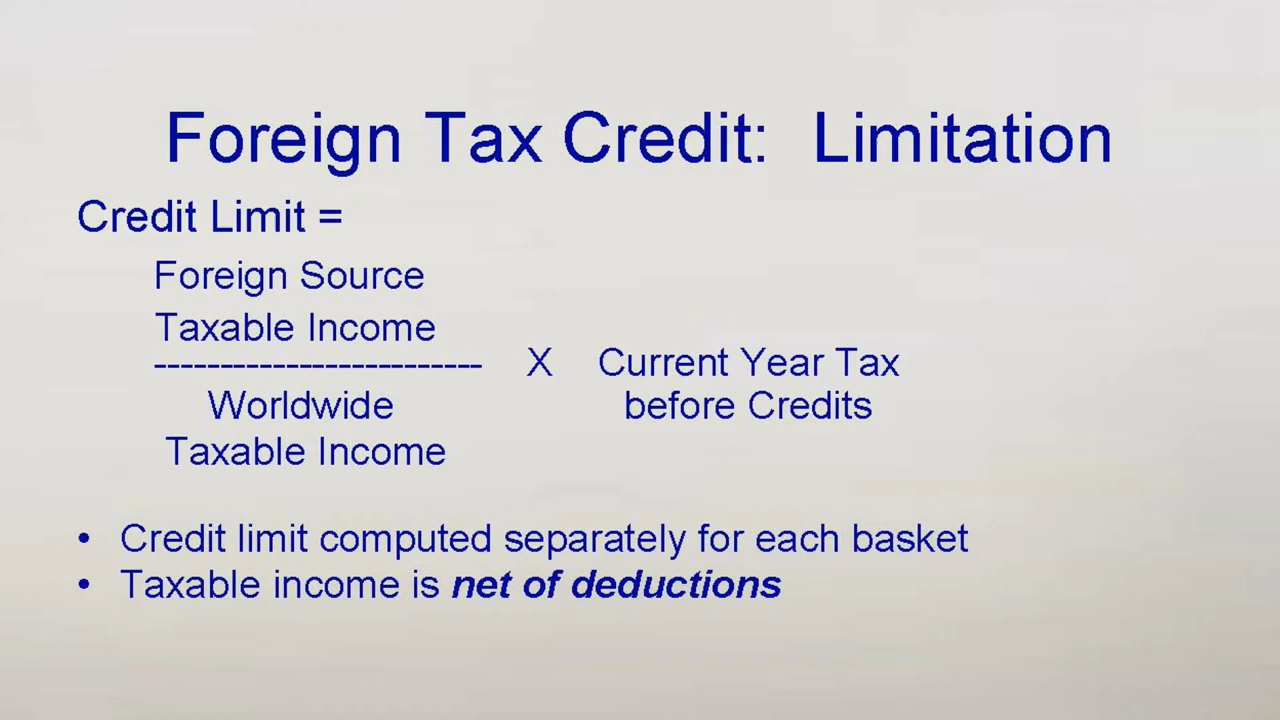 Foreign Tax Credit: Limitation
Credit Limit =
Foreign Source
Taxable Income
------------------------- X Current Year Tax
Worldwide before Credits
Taxable Income
• Credit limit computed separately for each basket
• Taxable income is net of deductions